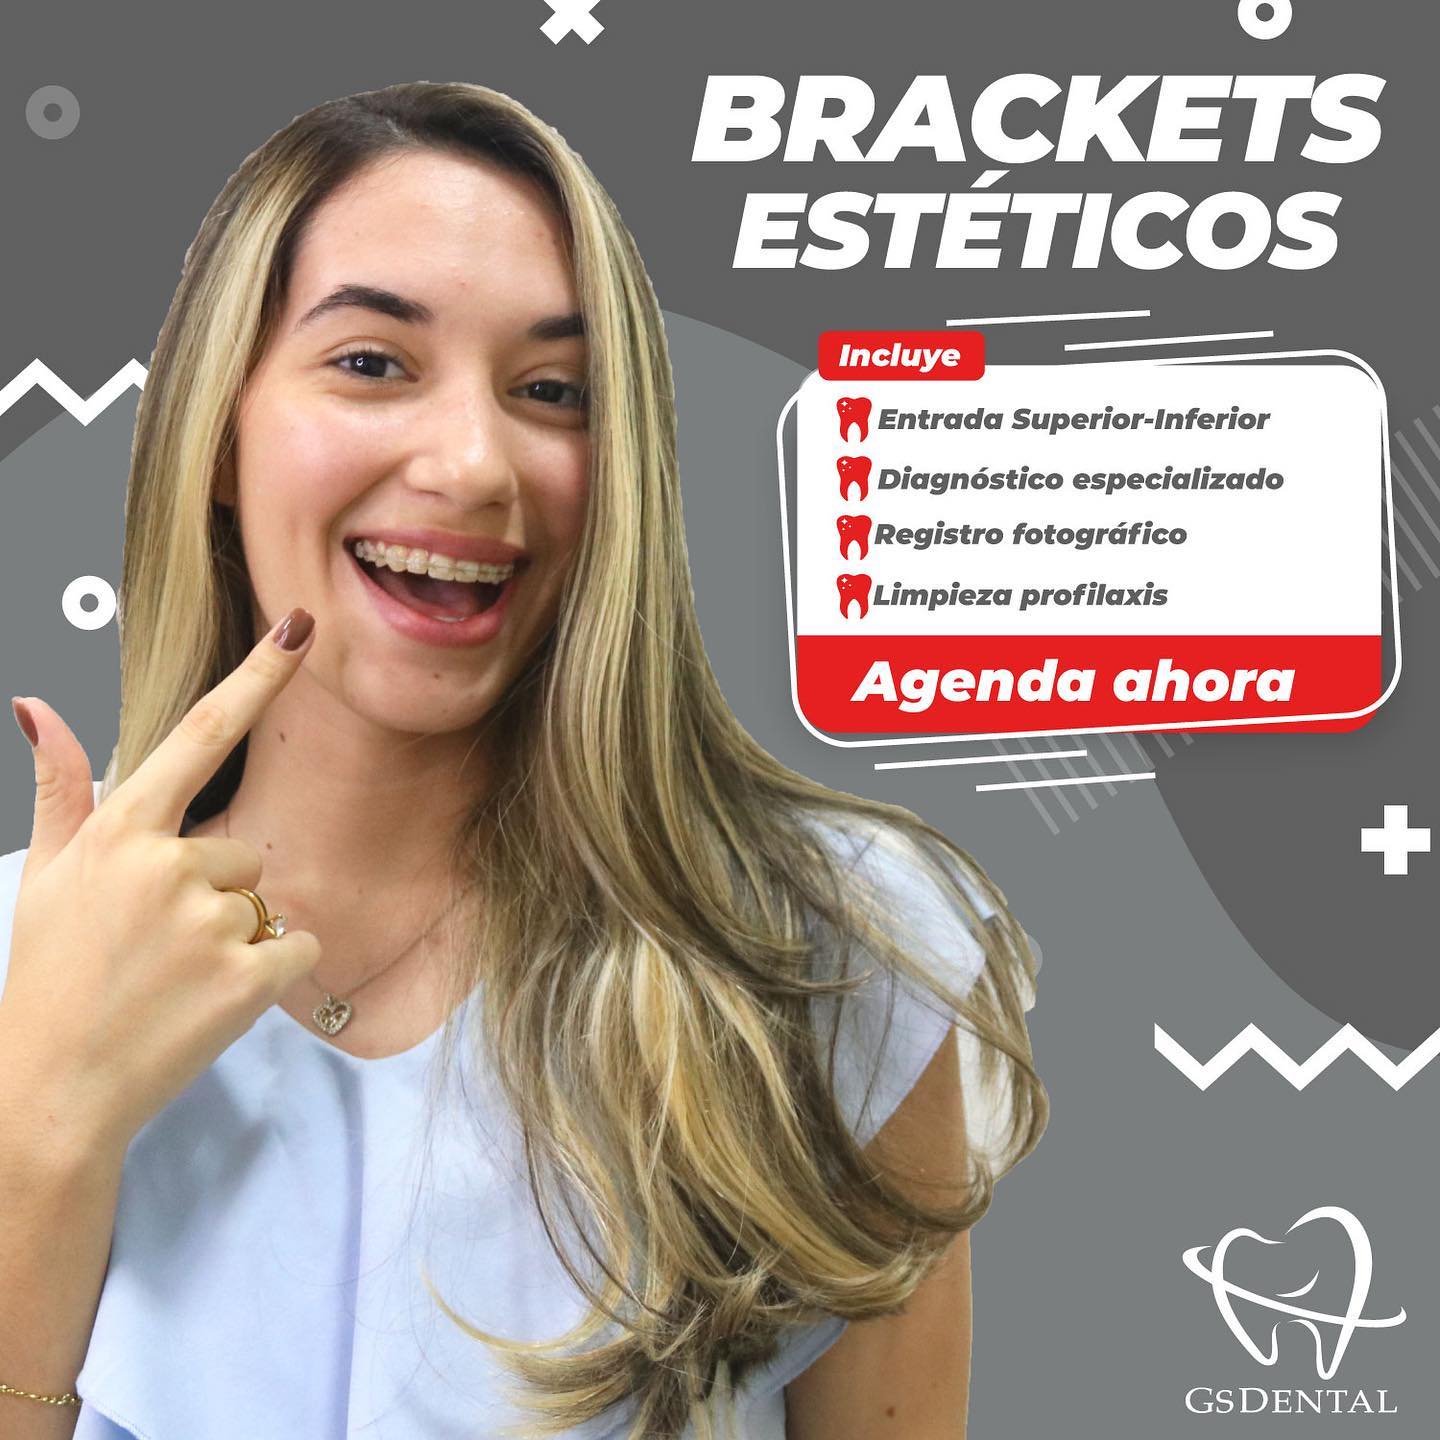 BRACKETS
ESTÉTICOS
Incluye
Entrada Superior-Inferior
Diagnóstico especializado
Registro fotográfico
Limpieza profilaxis
Agenda ahora
GSDENTAL